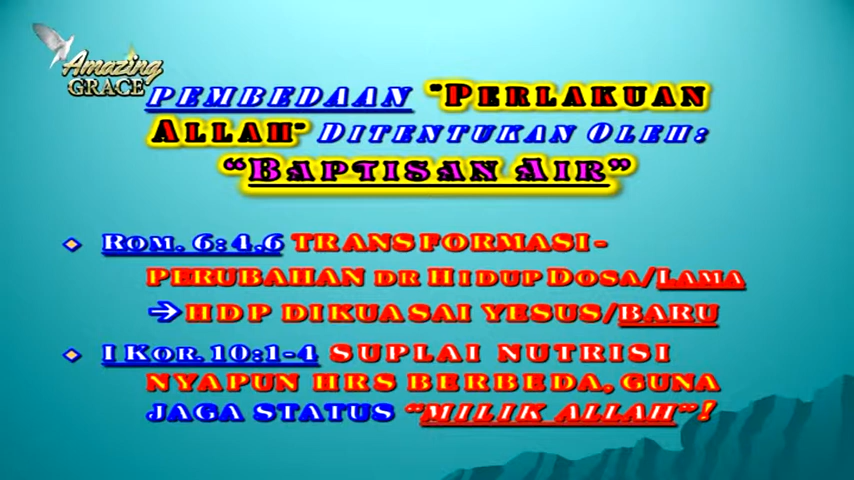 Amazing
GRACE
PEMBEDAAN "PERLAKUAN
ALLAH" DITENTUKAN OLEH:
"BAPTISAN AIR"
ROM. 6:4,6 TRANSFORMASI-
PERUBAHAN DR HIDUP DOSA/LAMA
→ HDP DIKUASAI YESUS/BARU
I KOR. 10:1-4 SUPLAI NUTRISI
NYAPUN HRS BERBEDA, GUNA
JAGA STATUS "MILIK ALLAH"!